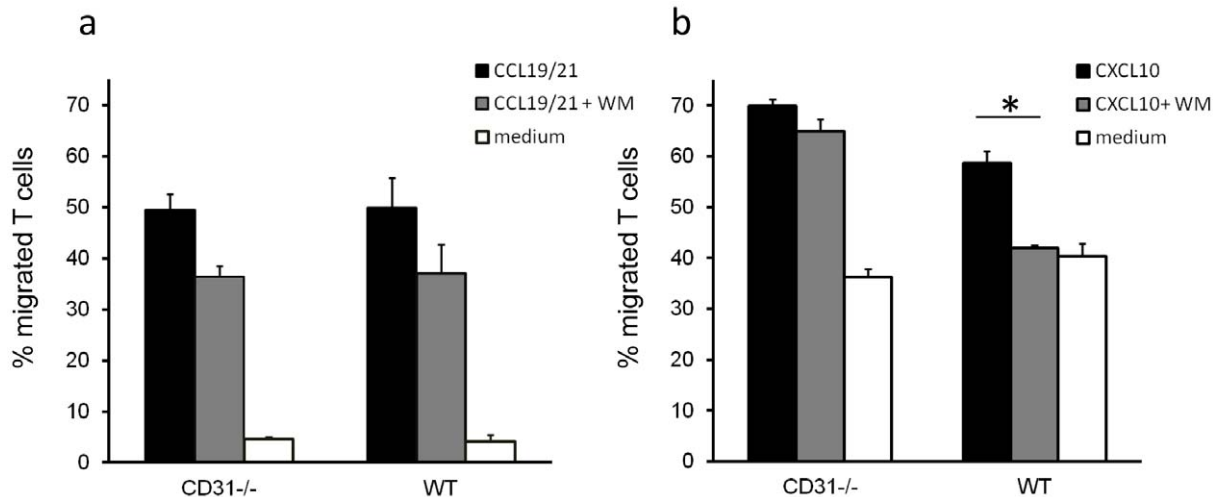 a
CCL19/21
CCL19/21 + WM
medium
% migrated T cells
70
60
50
40
30
20
10
0
CD31-/-
WT
b
CXCL10
CXCL10+ WM
medium
*
% migrated T cells
70
60
50
40
30
20
10
0
CD31-/-
WT